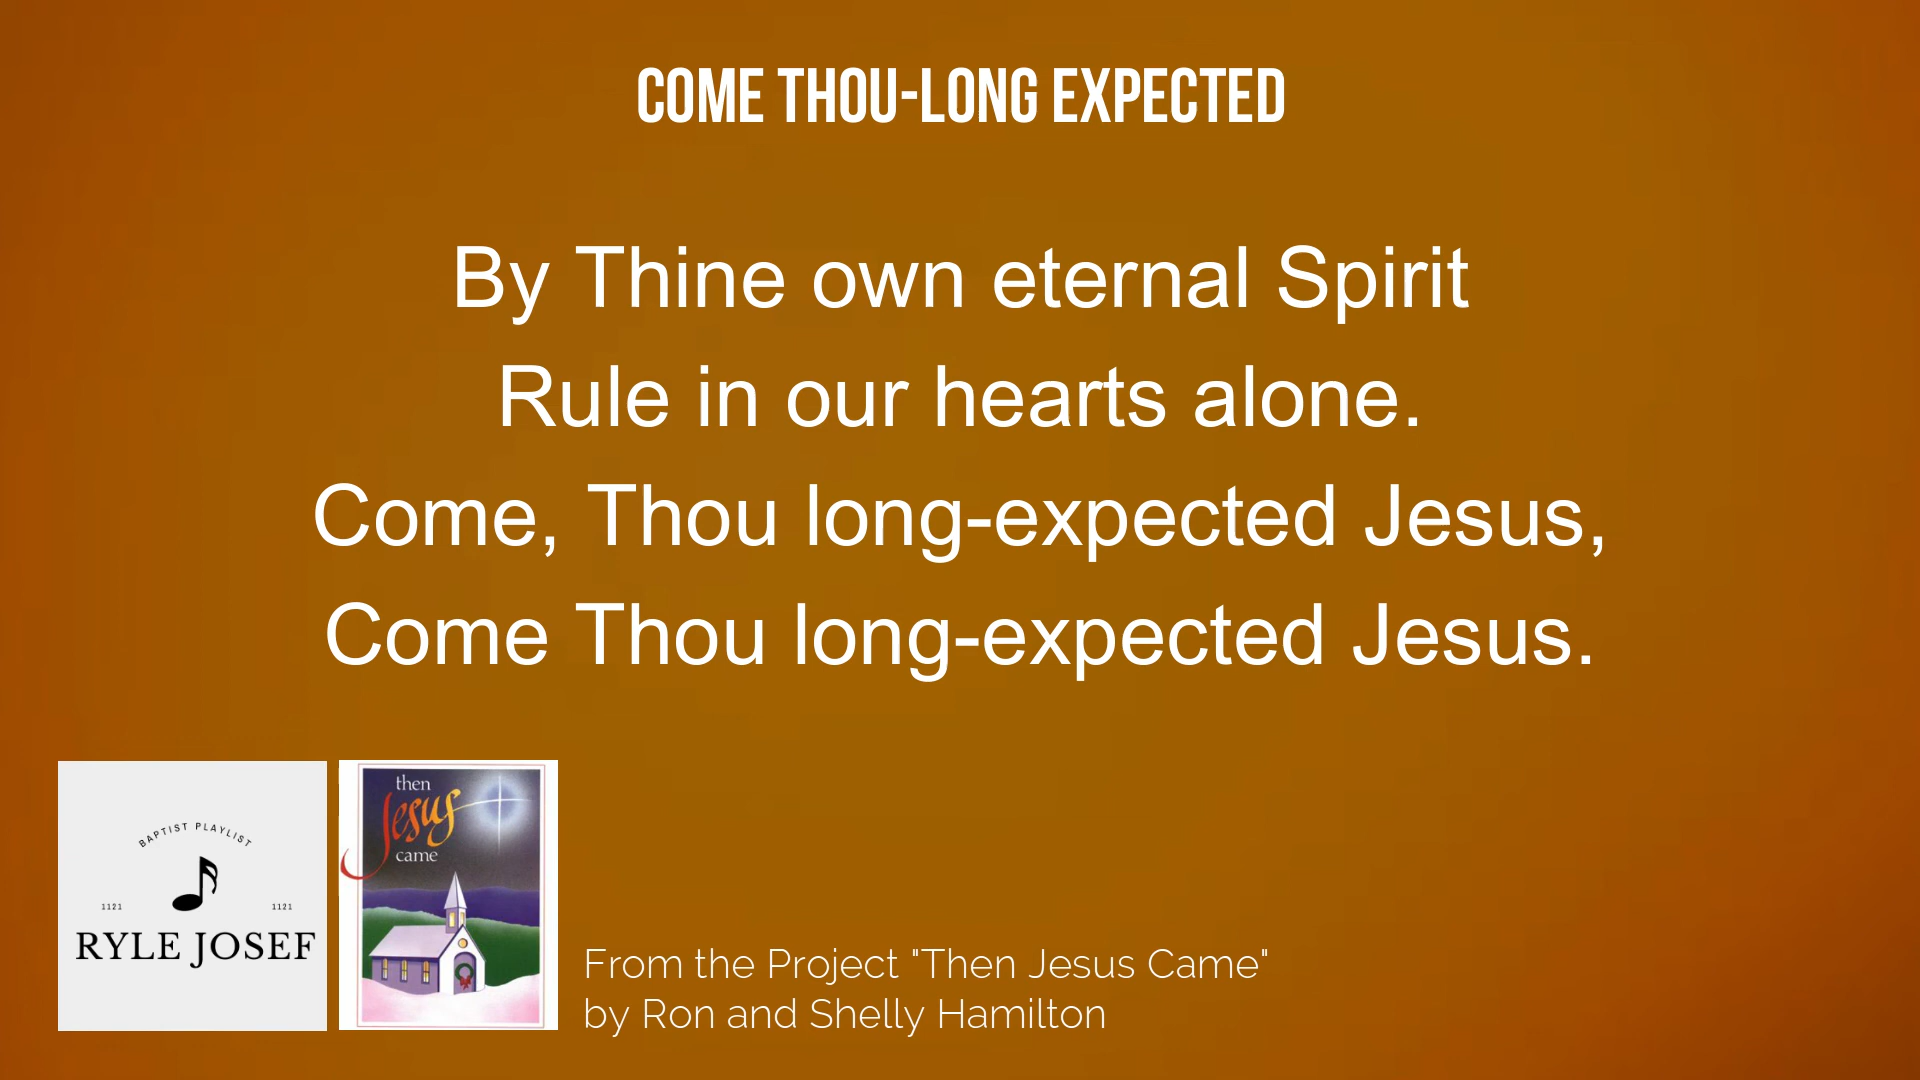 COME THOU-LONG EXPECTED
By Thine own eternal Spirit
Rule in our hearts alone.
Come, Thou long-expected Jesus,
Come Thou long-expected Jesus.
BAPTIST PLAYLIST
1121 1121
RYLE JOSEF
then
Jesus
came
From the Project "Then Jesus Came"
by Ron and Shelly Hamilton